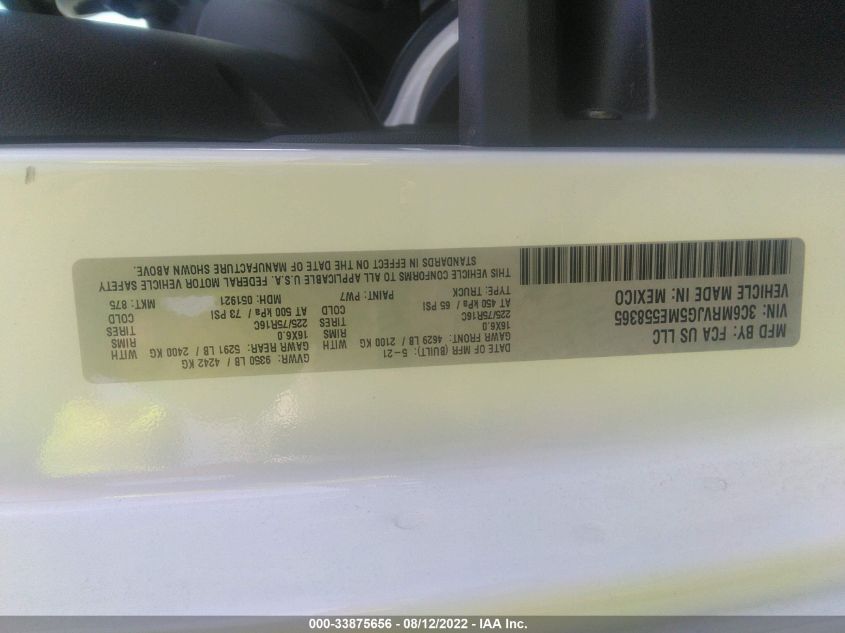 MFD BY: FCA US LLC
DATE OF MFR (BUILT): 5-21
GVWR: 9350 LB / 4242 KG
GAWR FRONT: 4629 LB / 2100 KG WITH
16X6.0 RIMS
225/75R16C TIRES
AT 450 kPa / 65 PSI COLD
GAWR REAR: 5291 LB / 2400 KG WITH
16X6.0 RIMS
225/75R16C TIRES
AT 500 kPa / 73 PSI COLD
VIN: 3C6MRVJG5ME558365
TYPE: TRUCK
PAINT: PW7
MDH: 051921
MKT: 875
VEHICLE MADE IN: MEXICO
THIS VEHICLE CONFORMS TO ALL APPLICABLE U.S.A. FEDERAL MOTOR VEHICLE SAFETY
STANDARDS IN EFFECT ON THE DATE OF MANUFACTURE SHOWN ABOVE.
000-33875656 - 08/12/2022 - IAA Inc.